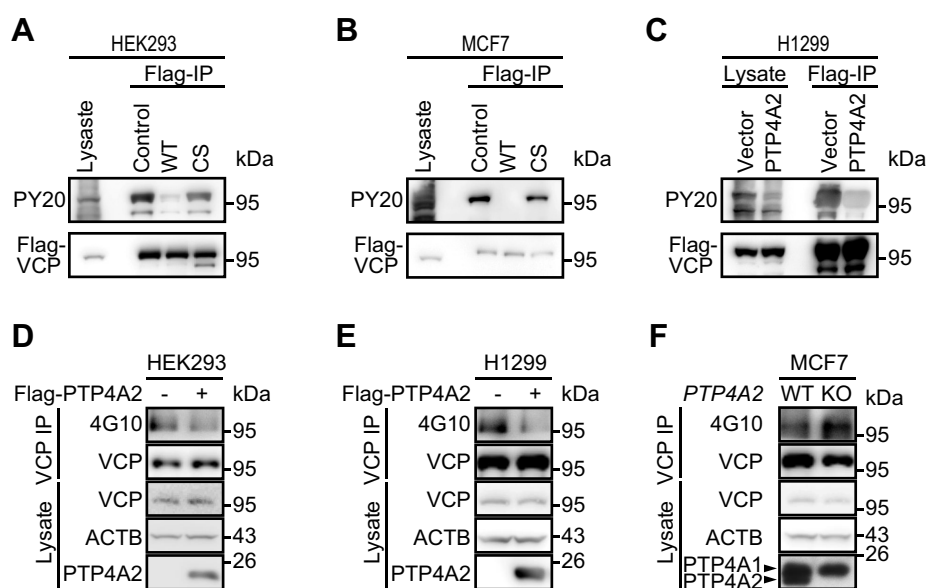 A
HEK293
Flag-IP
Lysaste
Control
WT
CS
kDa
PY20
95
Flag-
VCP
95
B
MCF7
Flag-IP
Lysaste
Control
WT
CS
kDa
PY20
95
Flag-
VCP
95
C
H1299
Lysate Flag-IP
Vector
PTP4A2
Vector
PTP4A2
kDa
PY20
95
Flag-
VCP
95
D
HEK293
Flag-PTP4A2 - + kDa
VCP IP
4G10 95
VCP 95
Lysate
VCP 95
ACTB 43
26
PTP4A2
E
H1299
Flag-PTP4A2 - + kDa
VCP IP
4G10 95
VCP 95
Lysate
VCP 95
ACTB 43
26
PTP4A2
F
MCF7
PTP4A2 WT KO kDa
VCP IP
4G10 95
VCP 95
Lysate
VCP 95
ACTB 43
26
PTP4A1
PTP4A2